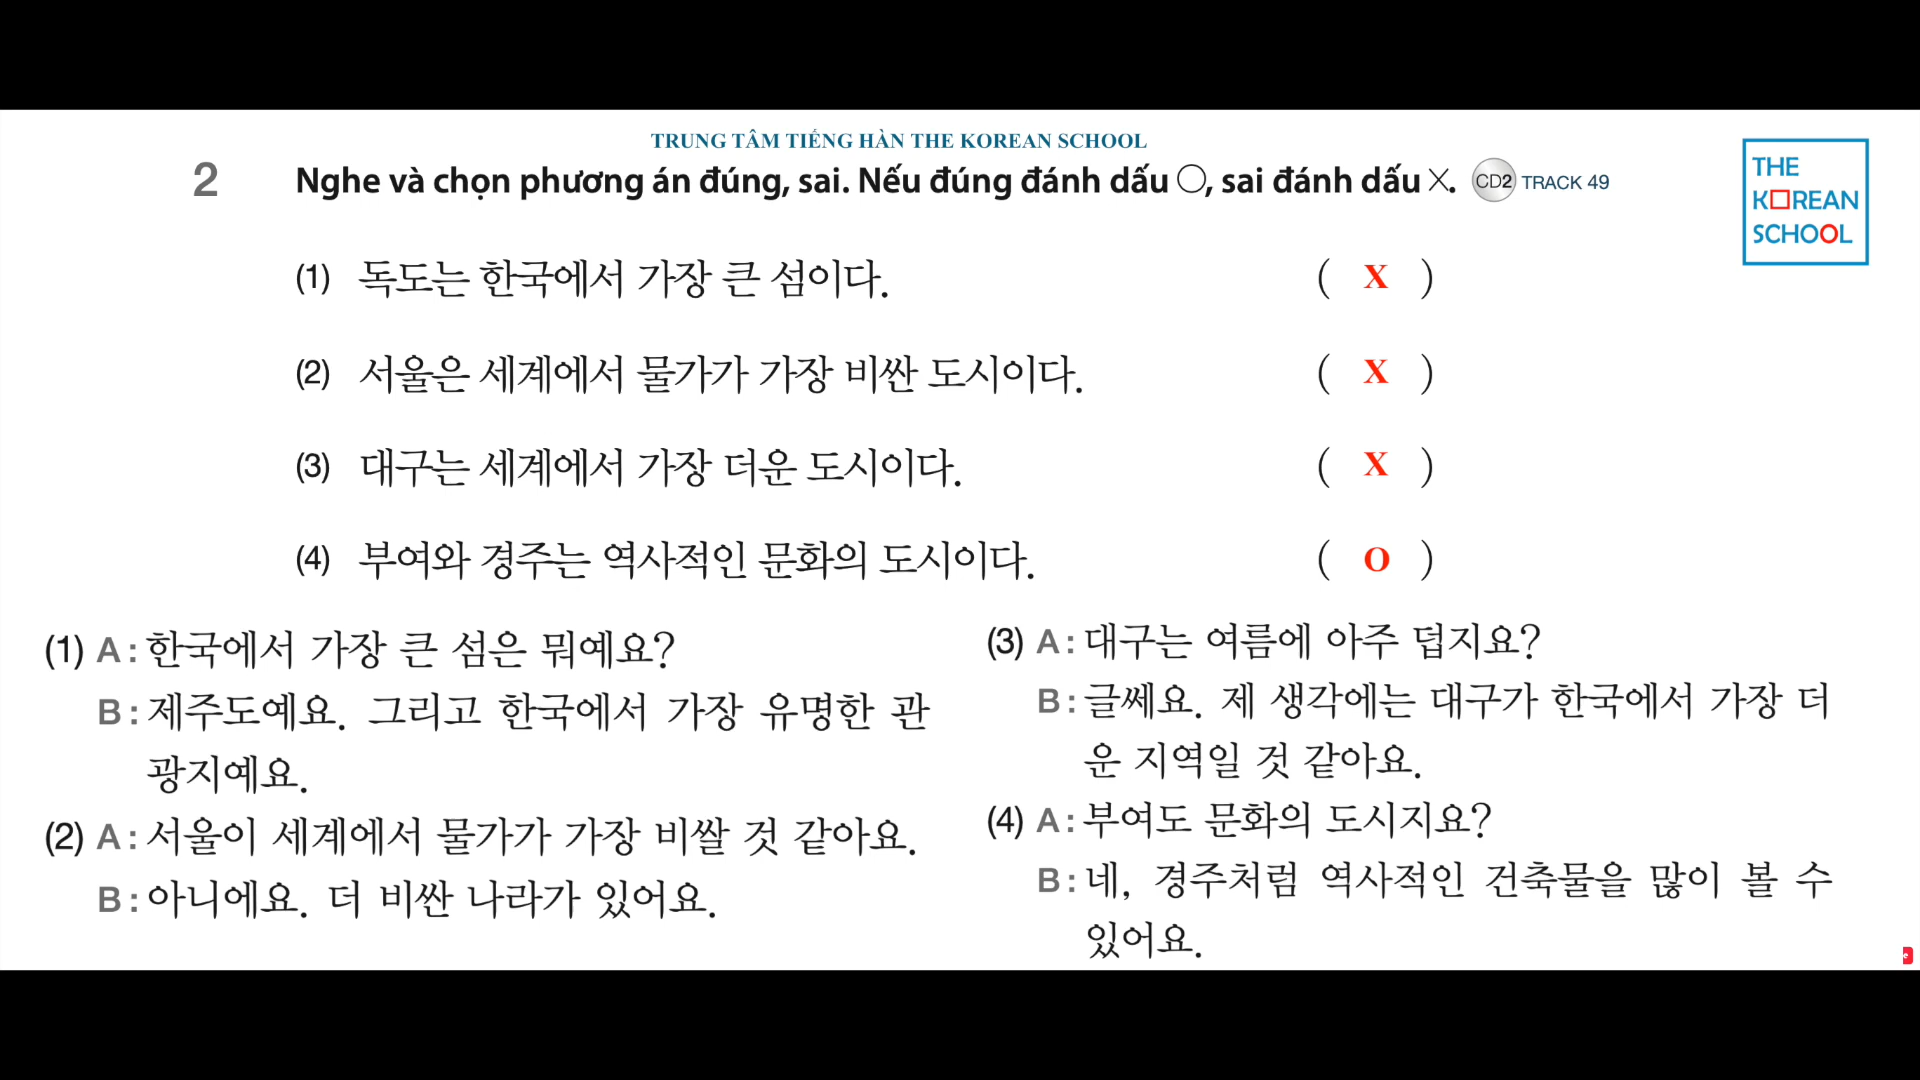 TRUNG TÂM TIẾNG HÀN THE KOREAN SCHOOL
2 Nghe và chọn phương án đúng, sai. Nếu đúng đánh dấu ○, sai đánh dấu ×. CD2 TRACK 49
THE
KOREAN
SCHOOL
(1) 독도는 한국에서 가장 큰 섬이다. ( X )
(2) 서울은 세계에서 물가가 가장 비싼 도시이다. ( X )
(3) 대구는 세계에서 가장 더운 도시이다. ( X )
(4) 부여와 경주는 역사적인 문화의 도시이다. ( O )
(1) A : 한국에서 가장 큰 섬은 뭐예요?
B : 제주도예요. 그리고 한국에서 가장 유명한 관
광지예요.
(2) A : 서울이 세계에서 물가가 가장 비쌀 것 같아요.
B : 아니에요. 더 비싼 나라가 있어요.
(3) A : 대구는 여름에 아주 덥지요?
B : 글쎄요. 제 생각에는 대구가 한국에서 가장 더
운 지역일 것 같아요.
(4) A : 부여도 문화의 도시지요?
B : 네, 경주처럼 역사적인 건축물을 많이 볼 수
있어요.